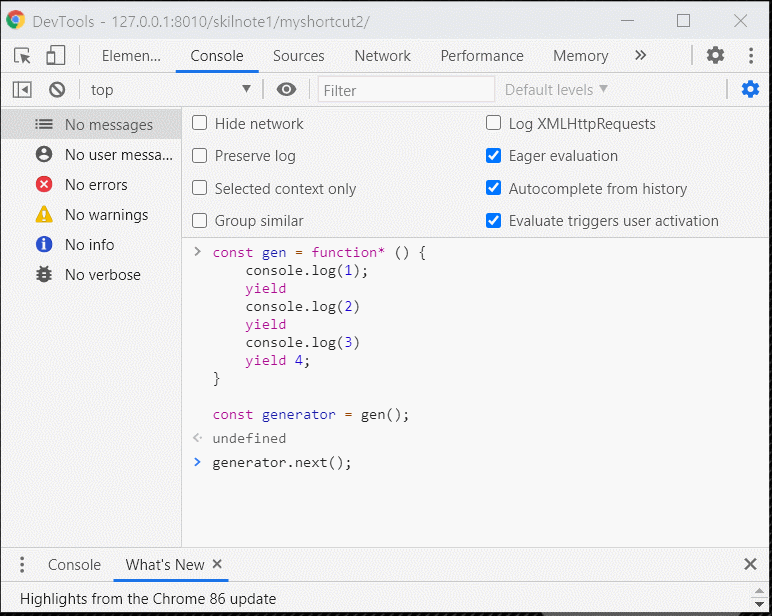 DevTools - 127.0.0.1:8010/skilnote1/myshortcut2/
Elemen... Console Sources Network Performance Memory »
top Filter Default levels
No messages
No user messa...
No errors
No warnings
No info
No verbose
Hide network Log XMLHttpRequests
Preserve log Eager evaluation
Selected context only Autocomplete from history
Group similar Evaluate triggers user activation
> const gen = function* () {
console.log(1);
yield
console.log(2)
yield
console.log(3)
yield 4;
}
const generator = gen();
undefined
> generator.next();
Console What's New
Highlights from the Chrome 86 update